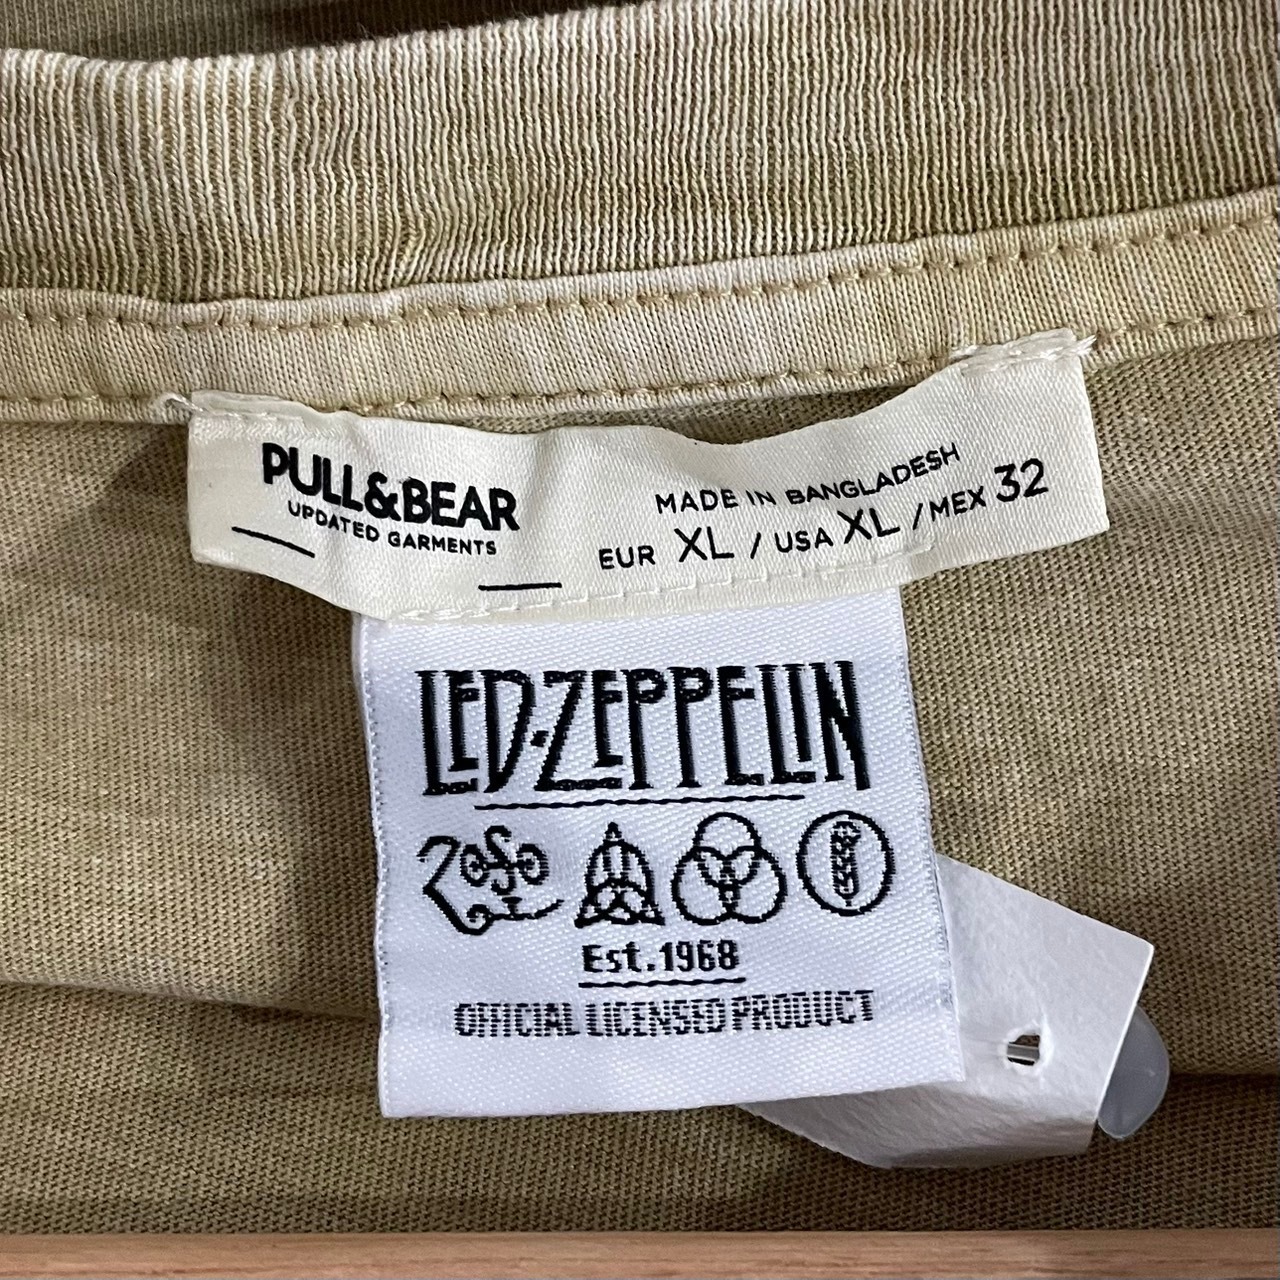 PULL&BEAR
UPDATED GARMENTS
MADE IN BANGLADESH
EUR XL / USA XL / MEX 32
LED·ZEPPELIN
Est.1968
OFFICIAL LICENSED PRODUCT